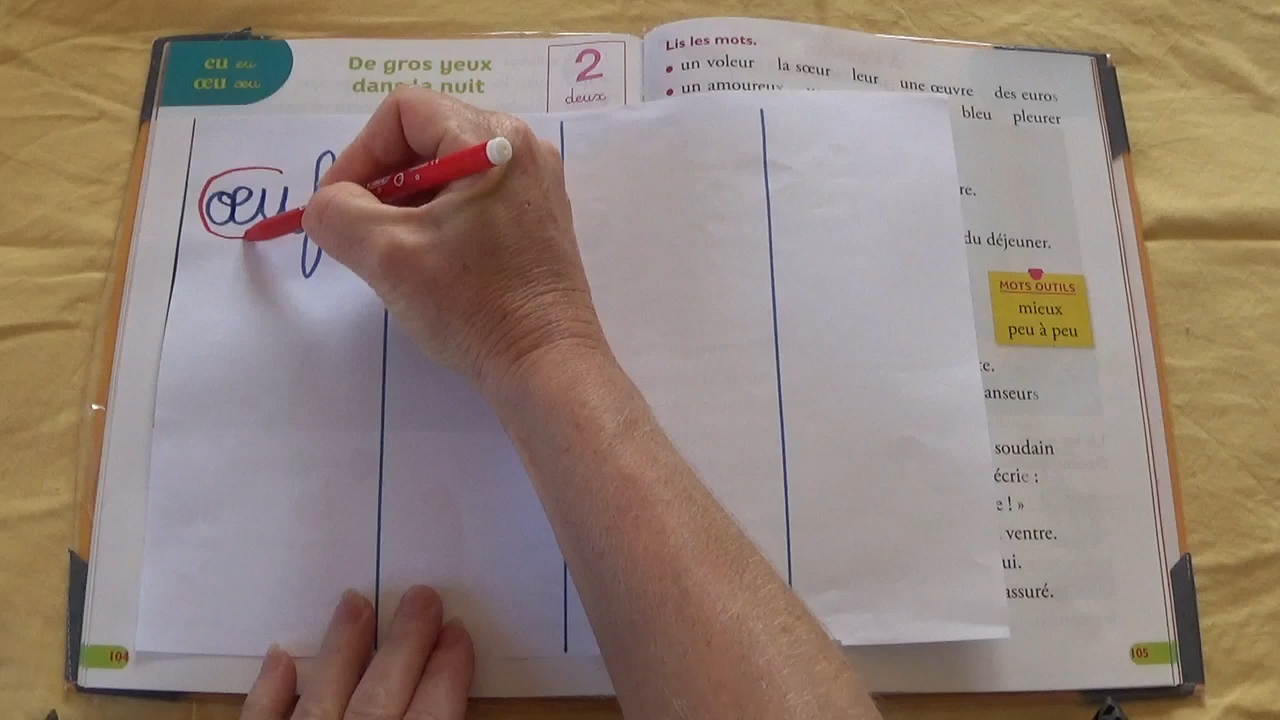 eu eu
œu œu
De gros yeux
dans la nuit
2
deux
œuf
104
Lis les mots.
• un voleur la sœur leur une œuvre des euros
• un amoureux
bleu pleurer
re.
du déjeuner.
MOTS OUTILS
mieux
peu à peu
te.
anseurs
soudain
écrie :
e ! »
ventre.
ui.
assuré.
105